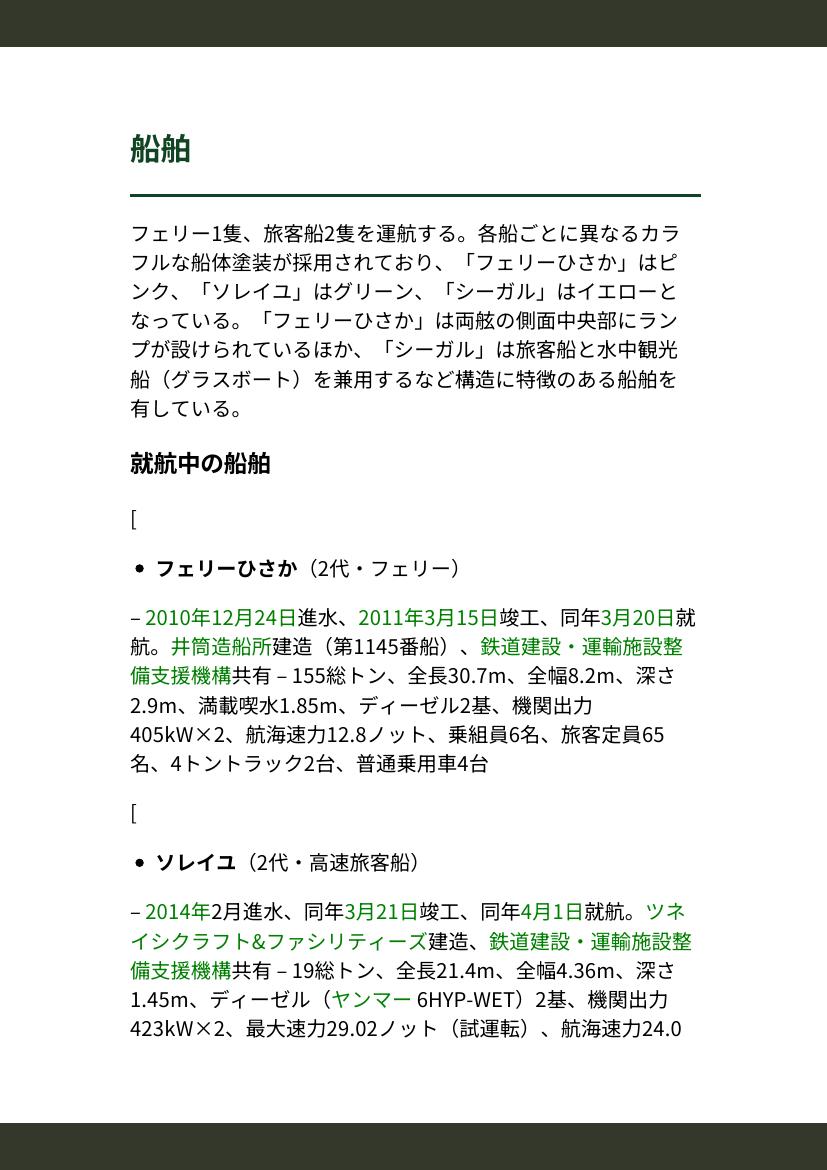 船舶
フェリー1隻、旅客船2隻を運航する。各船ごとに異なるカラ
フルな船体塗装が採用されており、「フェリーひさか」はピ
ンク、「ソレイユ」はグリーン、「シーガル」はイエローと
なっている。「フェリーひさか」は両舷の側面中央部にラン
プが設けられているほか、「シーガル」は旅客船と水中観光
船（グラスボート）を兼用するなど構造に特徴のある船舶を
有している。
就航中の船舶
[
• フェリーひさか（2代・フェリー）
– 2010年12月24日進水、2011年3月15日竣工、同年3月20日就
航。井筒造船所建造（第1145番船）、鉄道建設・運輸施設整
備支援機構共有 – 155総トン、全長30.7m、全幅8.2m、深さ
2.9m、満載喫水1.85m、ディーゼル2基、機関出力
405kW×2、航海速力12.8ノット、乗組員6名、旅客定員65
名、4トントラック2台、普通乗用車4台
[
• ソレイユ（2代・高速旅客船）
– 2014年2月進水、同年3月21日竣工、同年4月1日就航。ツネ
イシクラフト&ファシリティーズ建造、鉄道建設・運輸施設整
備支援機構共有 – 19総トン、全長21.4m、全幅4.36m、深さ
1.45m、ディーゼル（ヤンマー 6HYP-WET）2基、機関出力
423kW×2、最大速力29.02ノット（試運転）、航海速力24.0